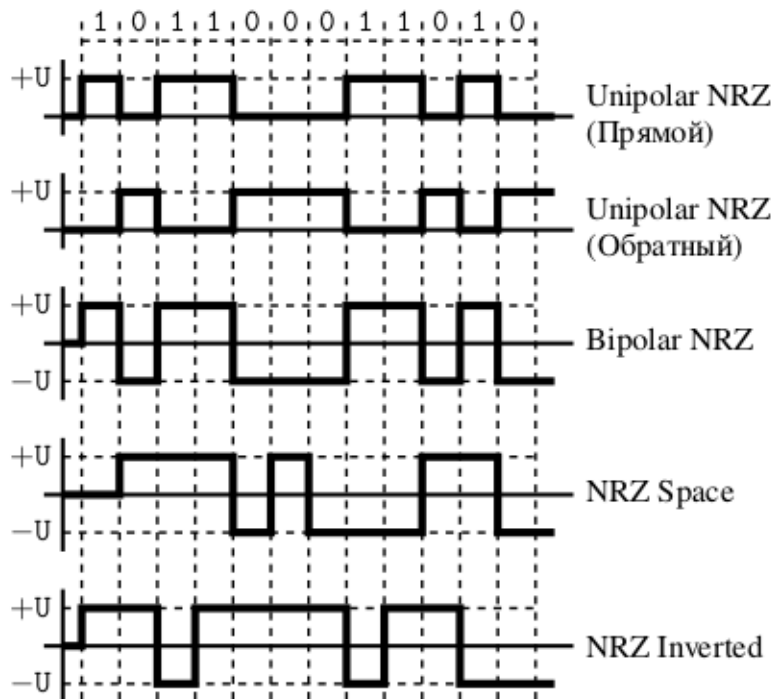 1 0 1 1 0 0 0 1 1 0 1 0
+U
Unipolar NRZ
(Прямой)
+U
Unipolar NRZ
(Обратный)
+U
Bipolar NRZ
−U
+U
NRZ Space
−U
+U
NRZ Inverted
−U